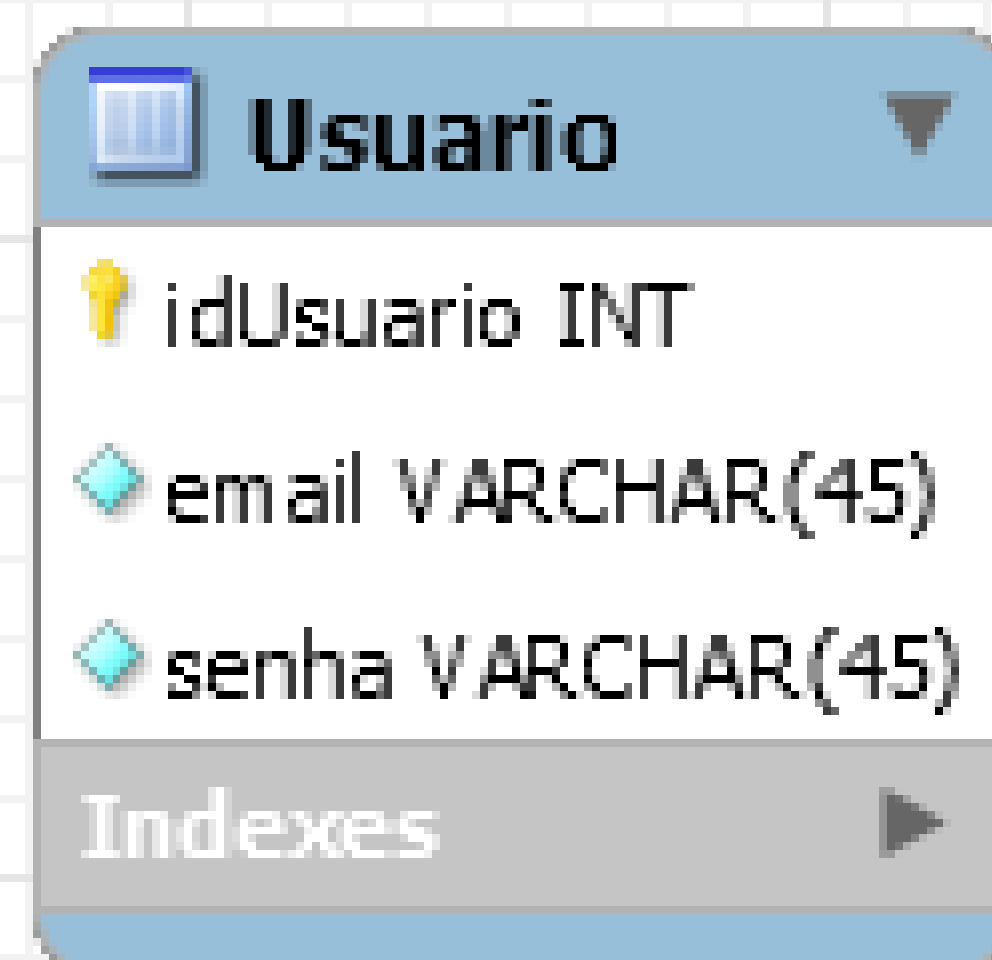 Usuario
idUsuario INT
email VARCHAR(45)
senha VARCHAR(45)
Indexes